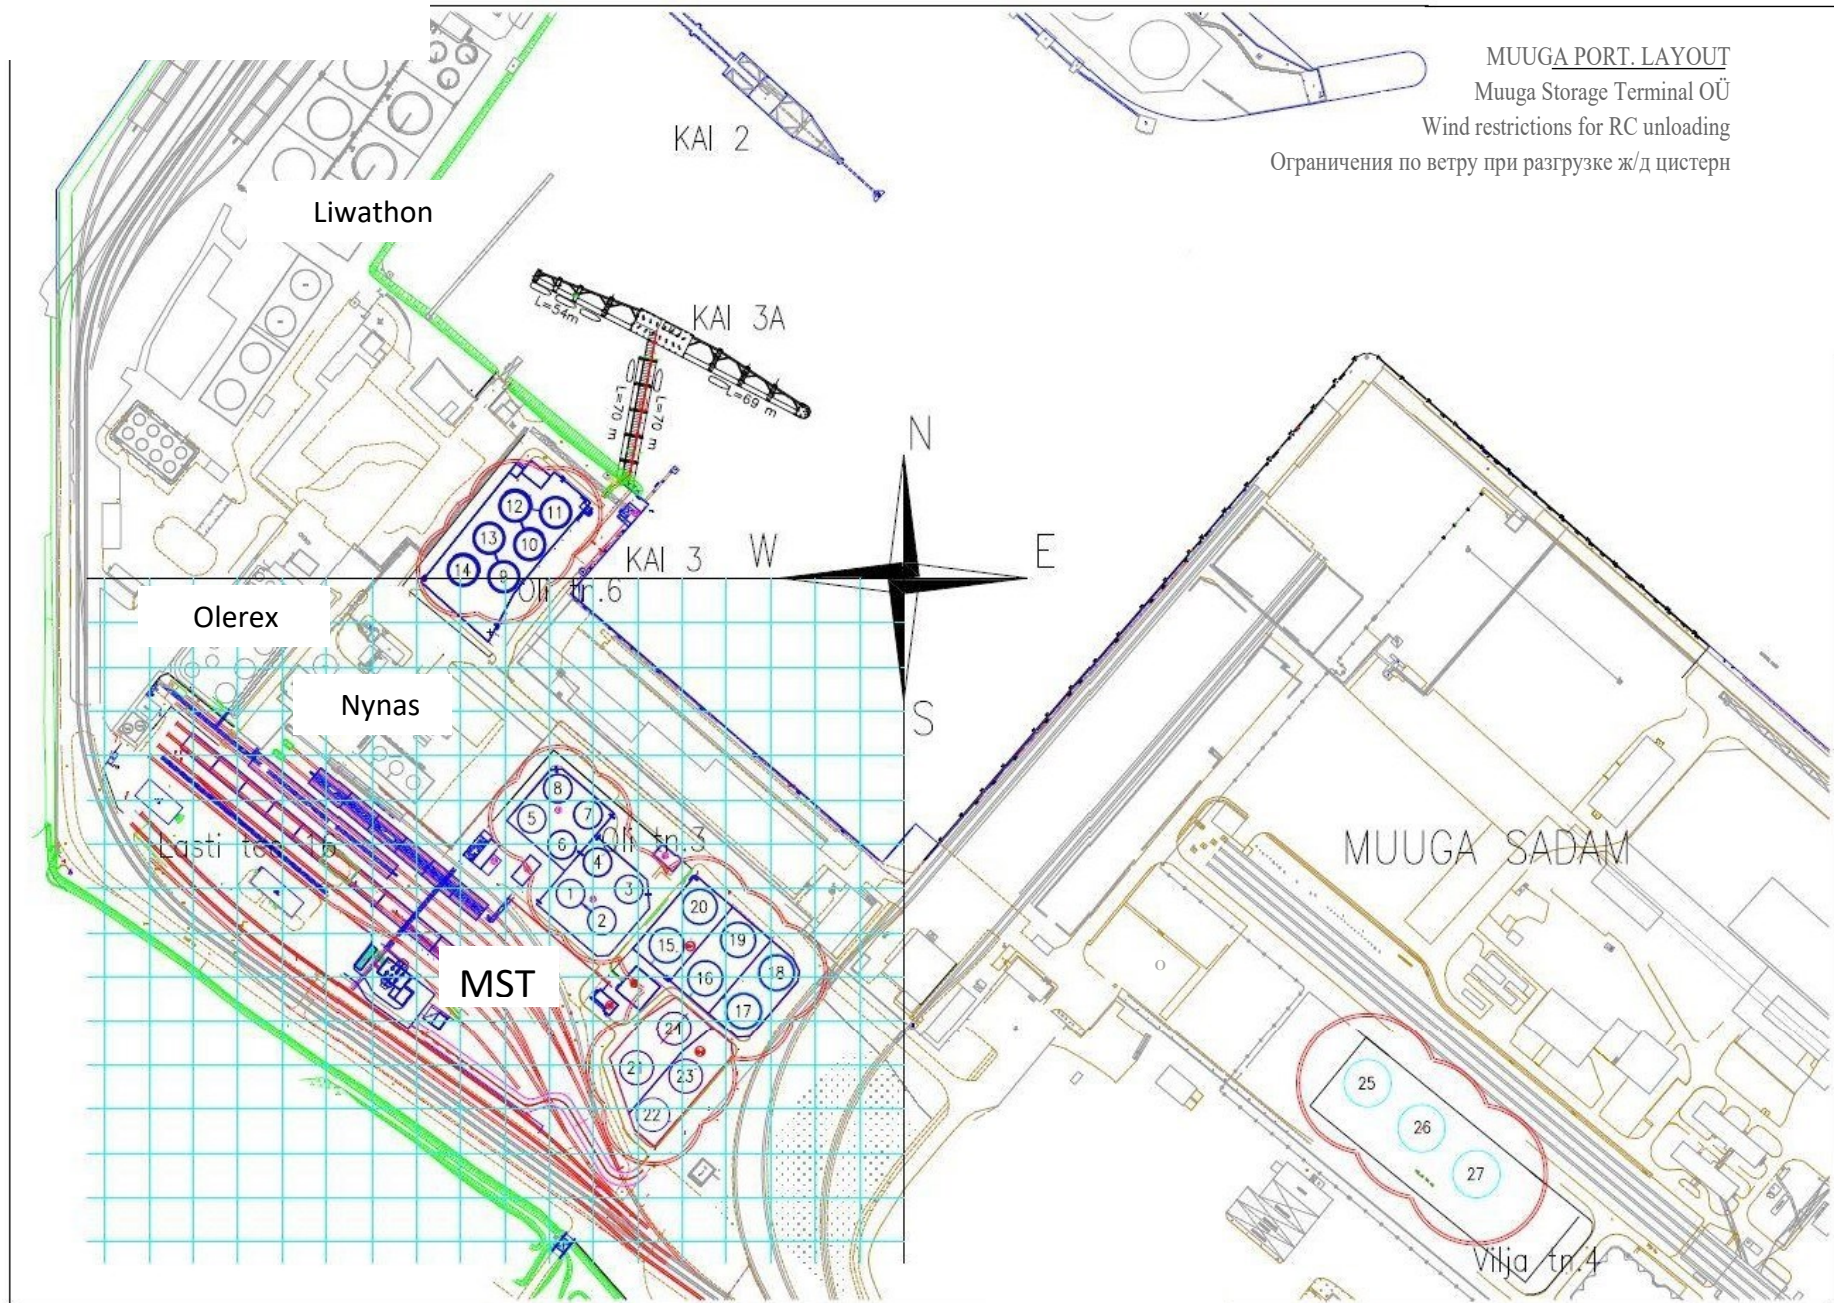 MUUGA PORT. LAYOUT
Muuga Storage Terminal OÜ
Wind restrictions for RC unloading
Ограничения по ветру при разгрузке ж/д цистерн
KAI 2
Liwathon
KAI 3A
L=54m
L=69 m
L=70 m
L=70 m
N
W
E
S
12
11
13
10
14
9
KAI 3
Oli tn.6
Olerex
Nynas
8
5
7
6
Oli tn.3
4
1
3
2
Lasti tee 16
MUUGA SADAM
20
15
19
16
18
17
MST
24
21
23
22
25
26
27
Vilja tn.4